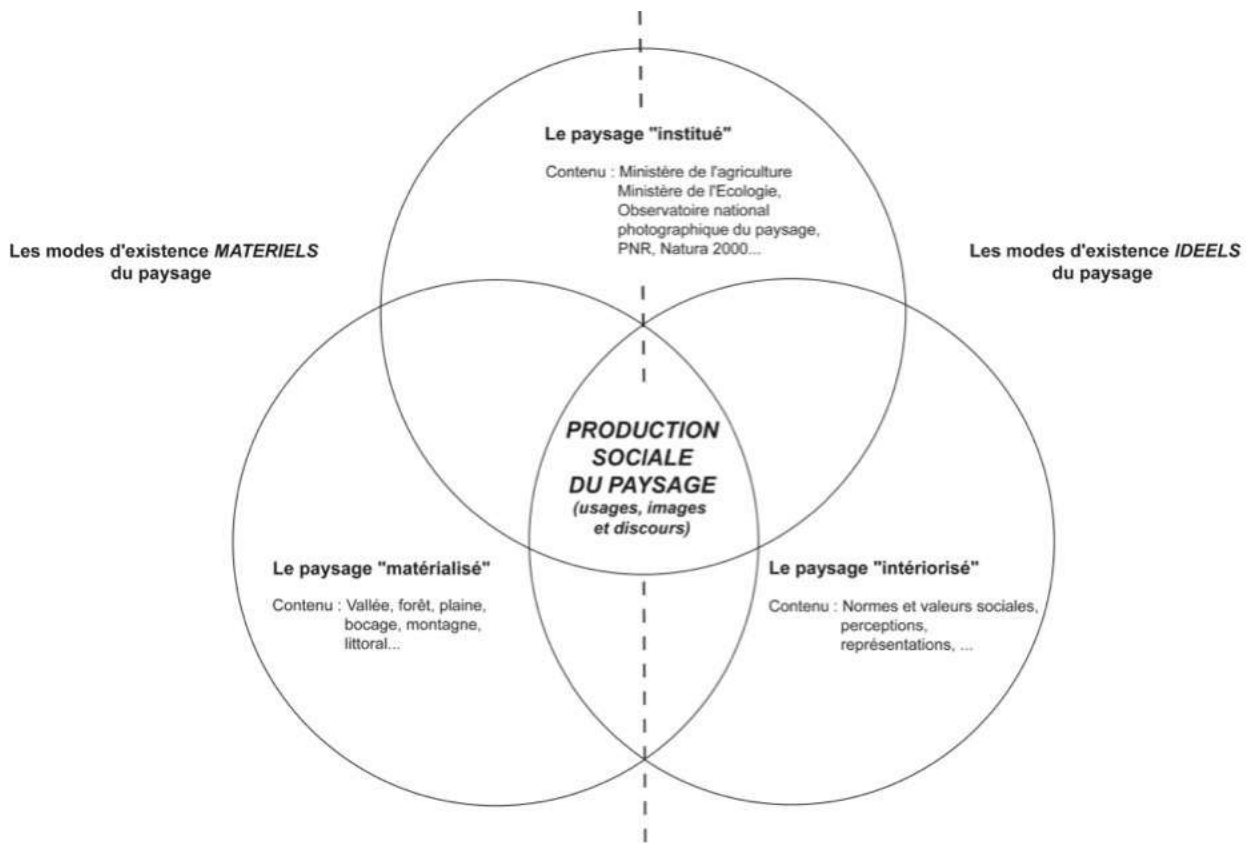 Le paysage "institué"
Contenu : Ministère de l'agriculture
Ministère de l'Ecologie,
Observatoire national
photographique du paysage,
PNR, Natura 2000...
Les modes d'existence MATERIELS
du paysage
Les modes d'existence IDEELS
du paysage
PRODUCTION
SOCIALE
DU PAYSAGE
(usages, images
et discours)
Le paysage "matérialisé"
Contenu : Vallée, forêt, plaine,
bocage, montagne,
littoral...
Le paysage "intériorisé"
Contenu : Normes et valeurs sociales,
perceptions,
représentations, ...